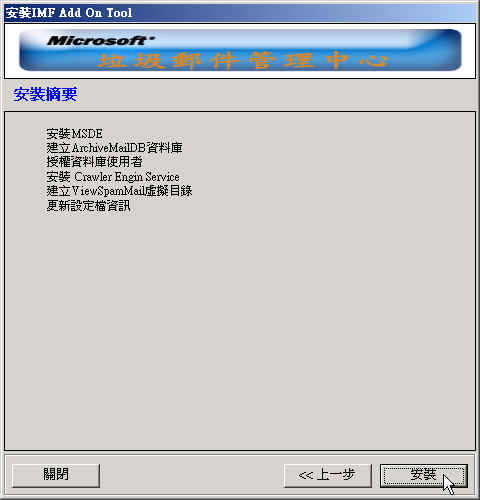 安裝IMF Add On Tool
Microsoft®
垃圾郵件管理中心
安裝摘要
安裝MSDE
建立ArchiveMailDB資料庫
授權資料庫使用者
安裝 Crawler Engin Service
建立ViewSpamMail虛擬目錄
更新設定檔資訊
關閉
<< 上一步
安裝